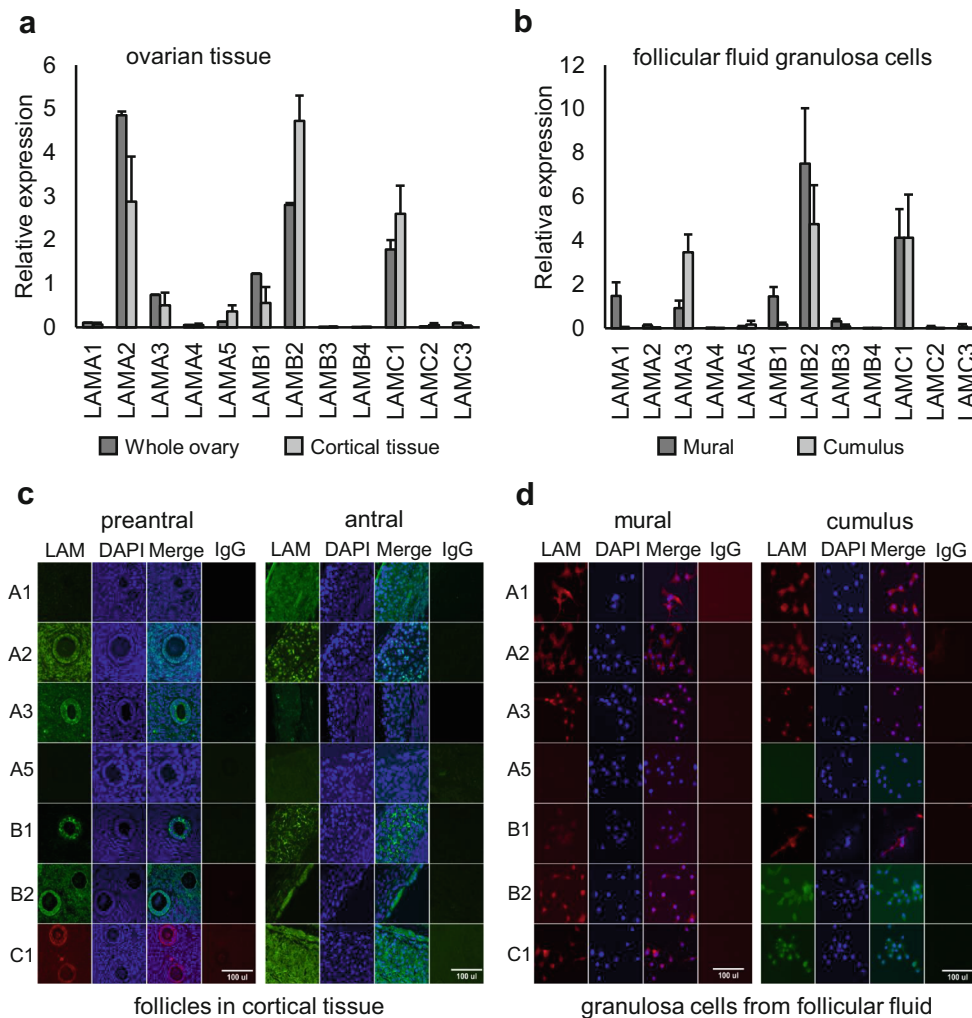 a
ovarian tissue
6
5
4
3
2
1
0
Relative expression
LAMA1
LAMA2
LAMA3
LAMA4
LAMA5
LAMB1
LAMB2
LAMB3
LAMB4
LAMC1
LAMC2
LAMC3
Whole ovary Cortical tissue
b
follicular fluid granulosa cells
12
10
8
6
4
2
0
Relativa expression
LAMA1
LAMA2
LAMA3
LAMA4
LAMA5
LAMB1
LAMB2
LAMB3
LAMB4
LAMC1
LAMC2
LAMC3
Mural Cumulus
c
preantral antral
LAM DAPI Merge IgG LAM DAPI Merge IgG
A1
A2
A3
A5
B1
B2
C1
100 ul 100 ul
follicles in cortical tissue
d
mural cumulus
LAM DAPI Merge IgG LAM DAPI Merge IgG
A1
A2
A3
A5
B1
B2
C1
100 ul 100 ul
granulosa cells from follicular fluid